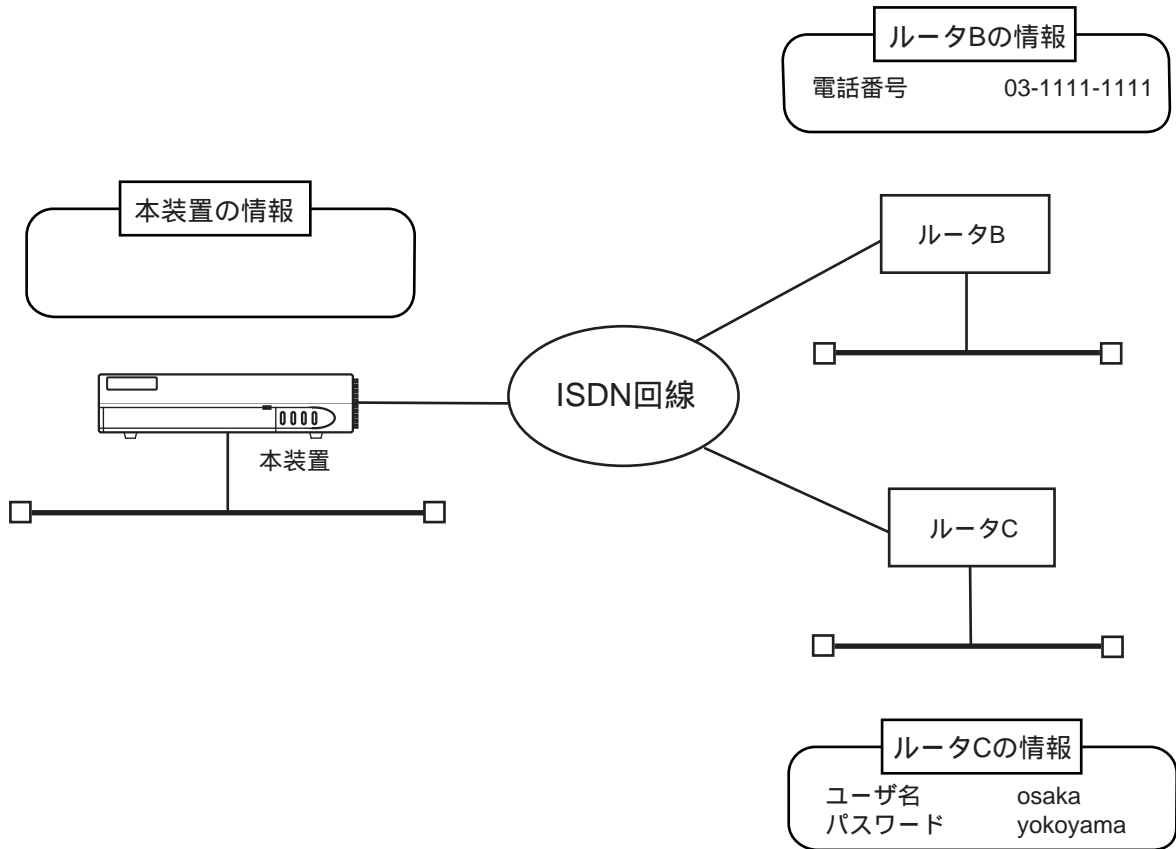 ルータBの情報
電話番号 03-1111-1111
本装置の情報
ルータB
ISDN回線
本装置
ルータC
ルータCの情報
ユーザ名 osaka
パスワード yokoyama